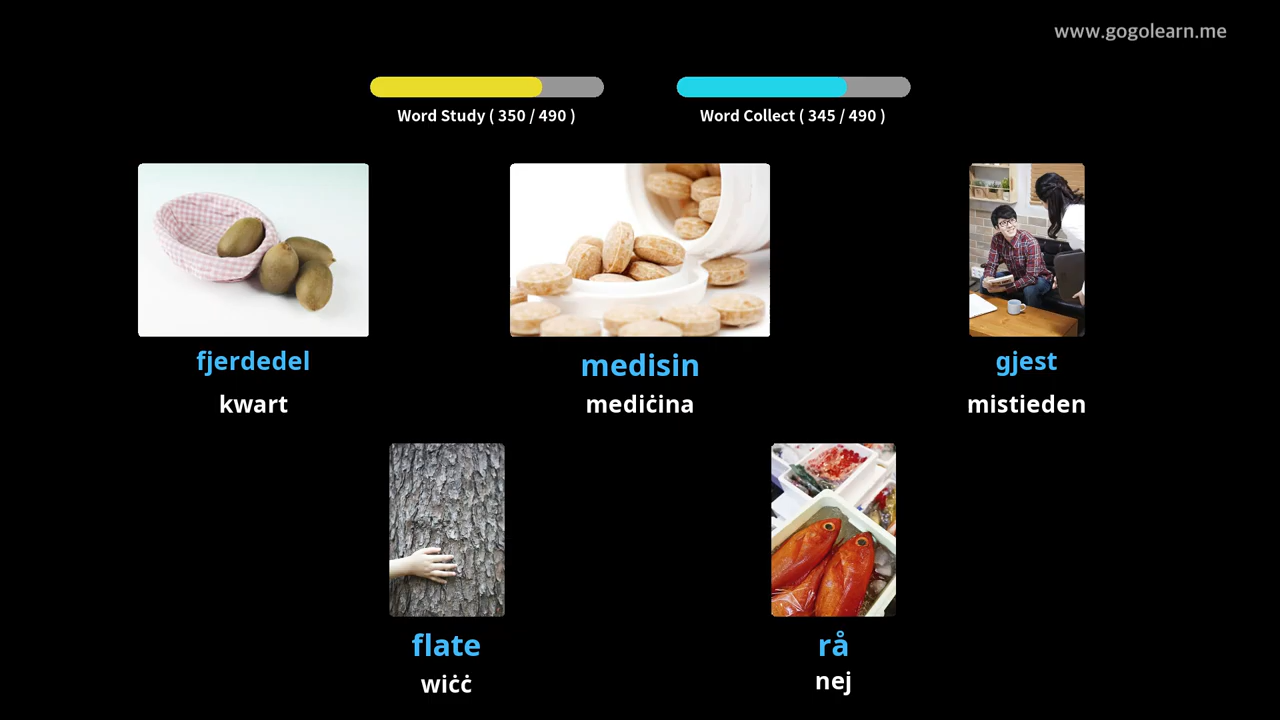 www.gogolearn.me
Word Study ( 350 / 490 )
Word Collect ( 345 / 490 )
fjerdedel
kwart
medisin
mediċina
gjest
mistieden
flate
wiċċ
rå
nej